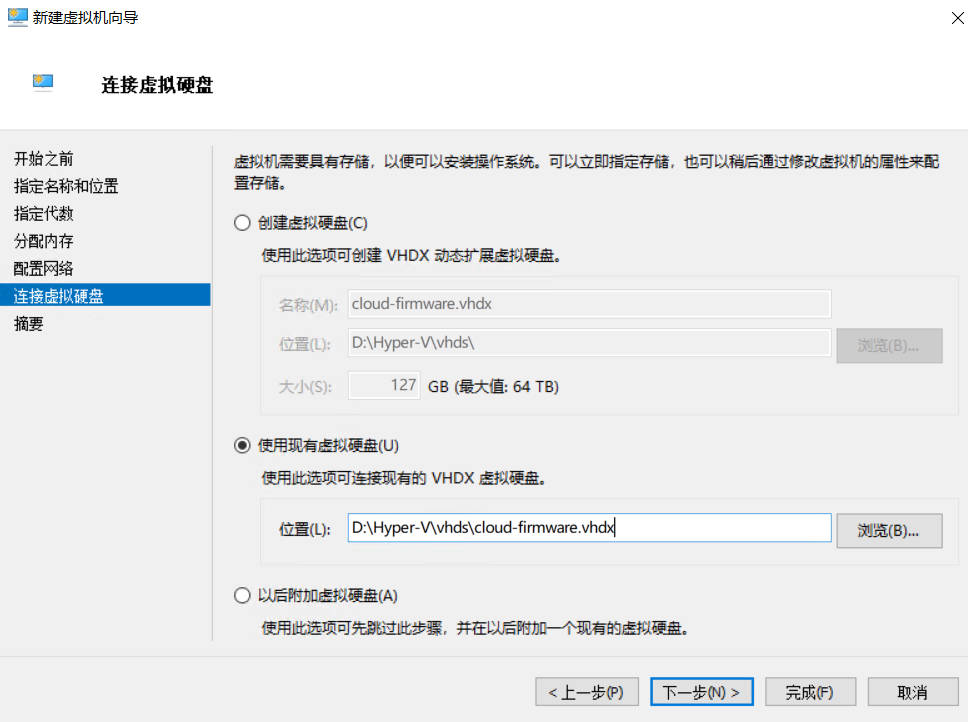 新建虚拟机向导
连接虚拟硬盘
开始之前
指定名称和位置
指定代数
分配内存
配置网络
连接虚拟硬盘
摘要
虚拟机需要具有存储，以便可以安装操作系统。可以立即指定存储，也可以稍后通过修改虚拟机的属性来配
置存储。
创建虚拟硬盘(C)
使用此选项可创建 VHDX 动态扩展虚拟硬盘。
名称(M): cloud-firmware.vhdx
位置(L): D:\Hyper-V\vhds\ 浏览(B)...
大小(S): 127 GB (最大值: 64 TB)
使用现有虚拟硬盘(U)
使用此选项可连接现有的 VHDX 虚拟硬盘。
位置(L): D:\Hyper-V\vhds\cloud-firmware.vhdx 浏览(B)...
以后附加虚拟硬盘(A)
使用此选项可先跳过此步骤，并在以后附加一个现有的虚拟硬盘。
< 上一步(P) 下一步(N) > 完成(F) 取消